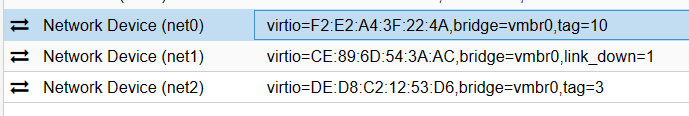 Network Device (net0) virtio=F2:E2:A4:3F:22:4A,bridge=vmbr0,tag=10
Network Device (net1) virtio=CE:89:6D:54:3A:AC,bridge=vmbr0,link_down=1
Network Device (net2) virtio=DE:D8:C2:12:53:D6,bridge=vmbr0,tag=3